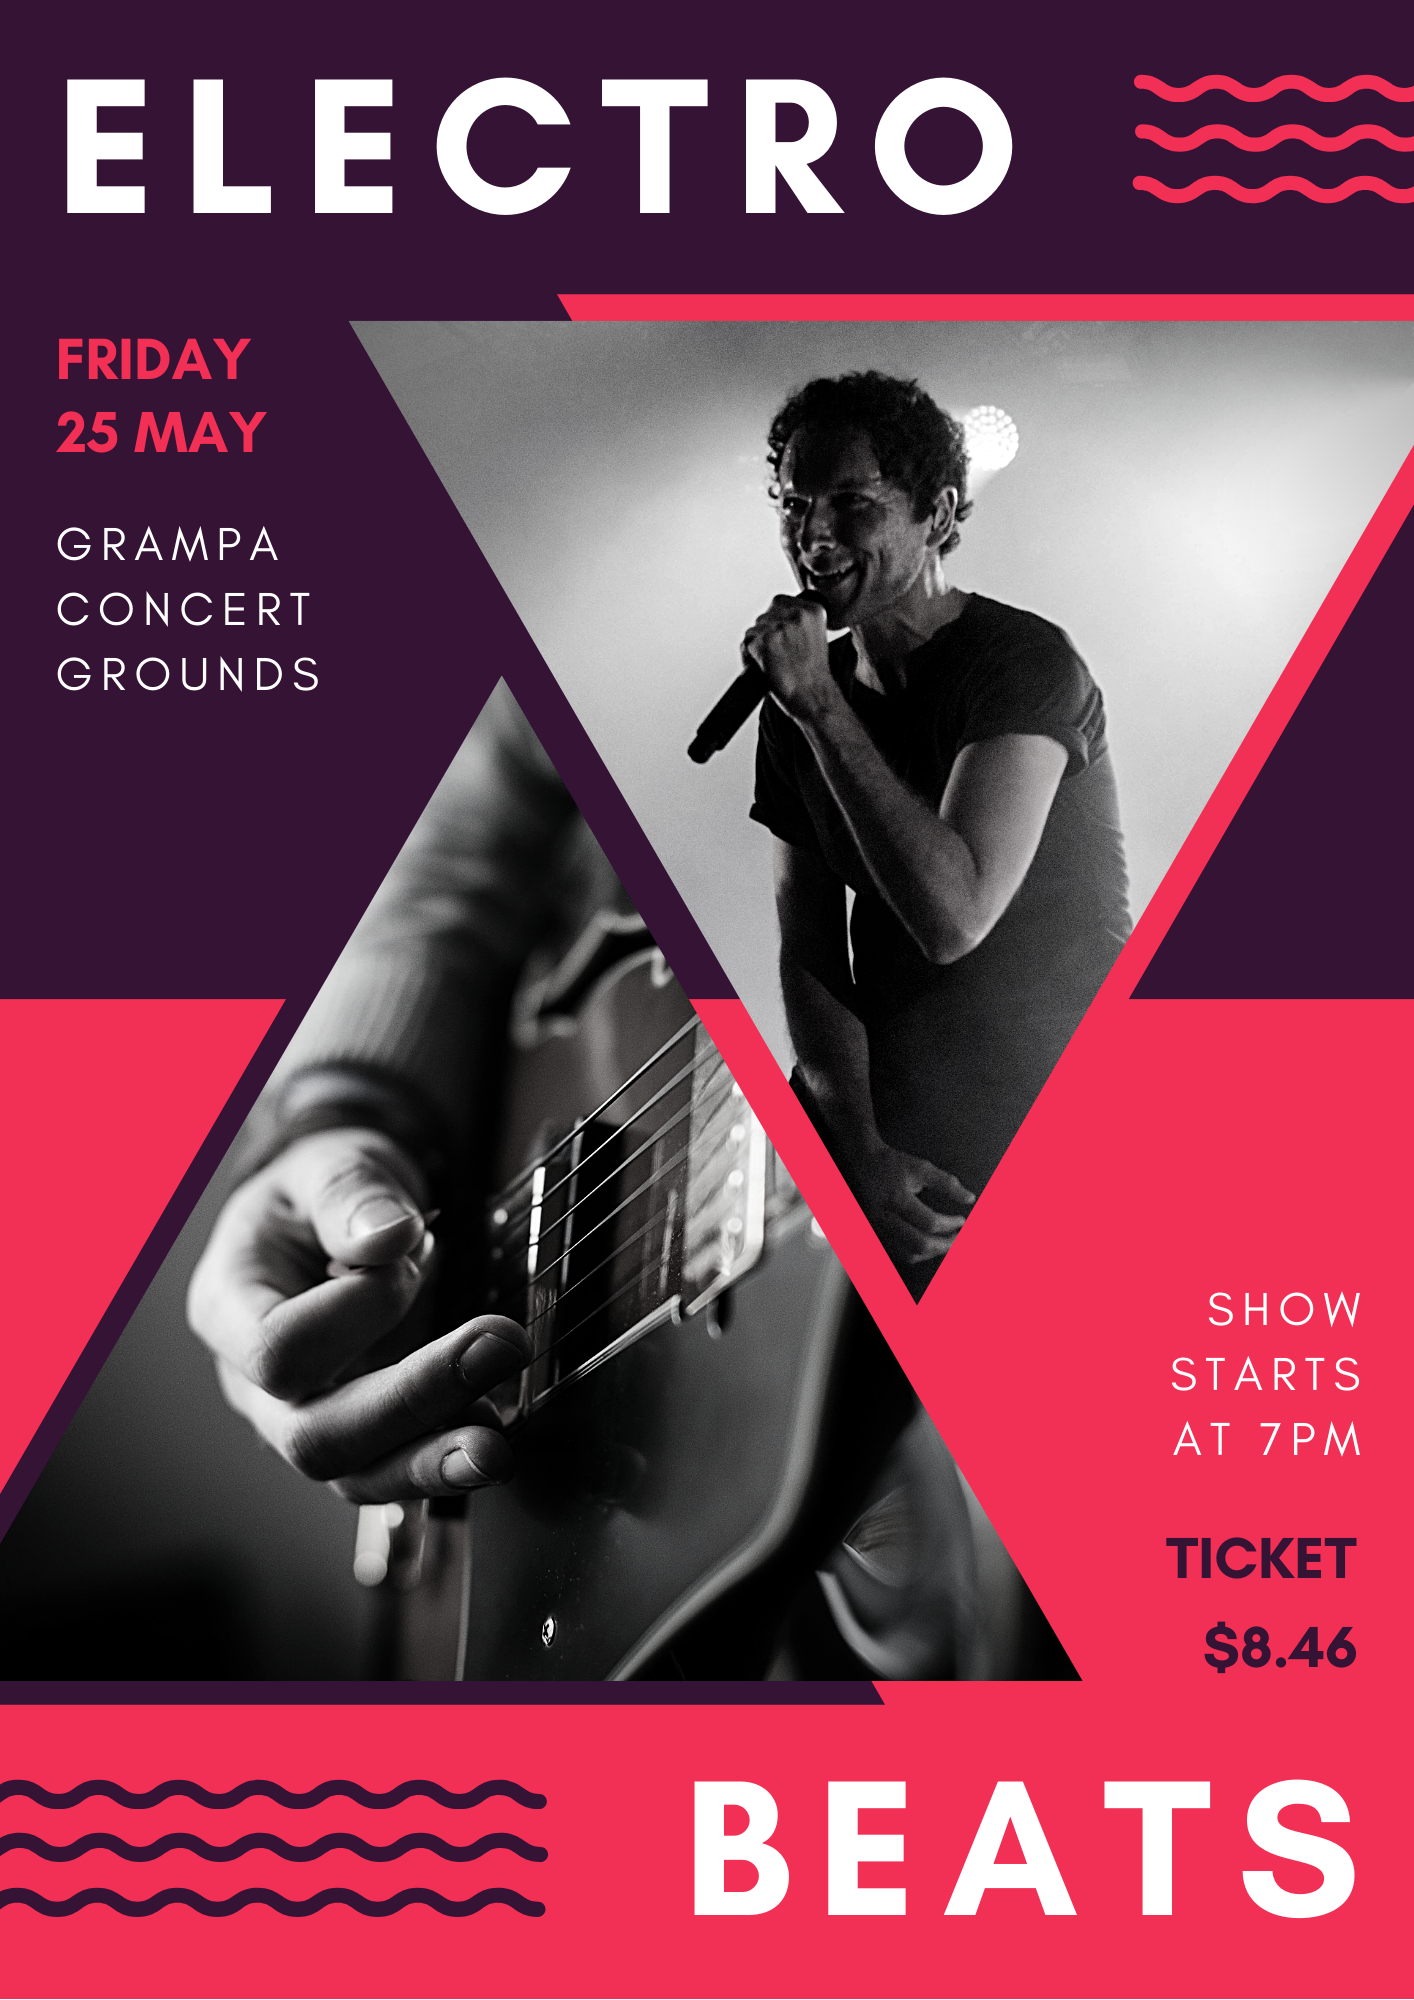 ELECTRO
FRIDAY
25 MAY
GRAMPA
CONCERT
GROUNDS
SHOW
STARTS
AT 7PM
TICKET
$8.46
BEATS